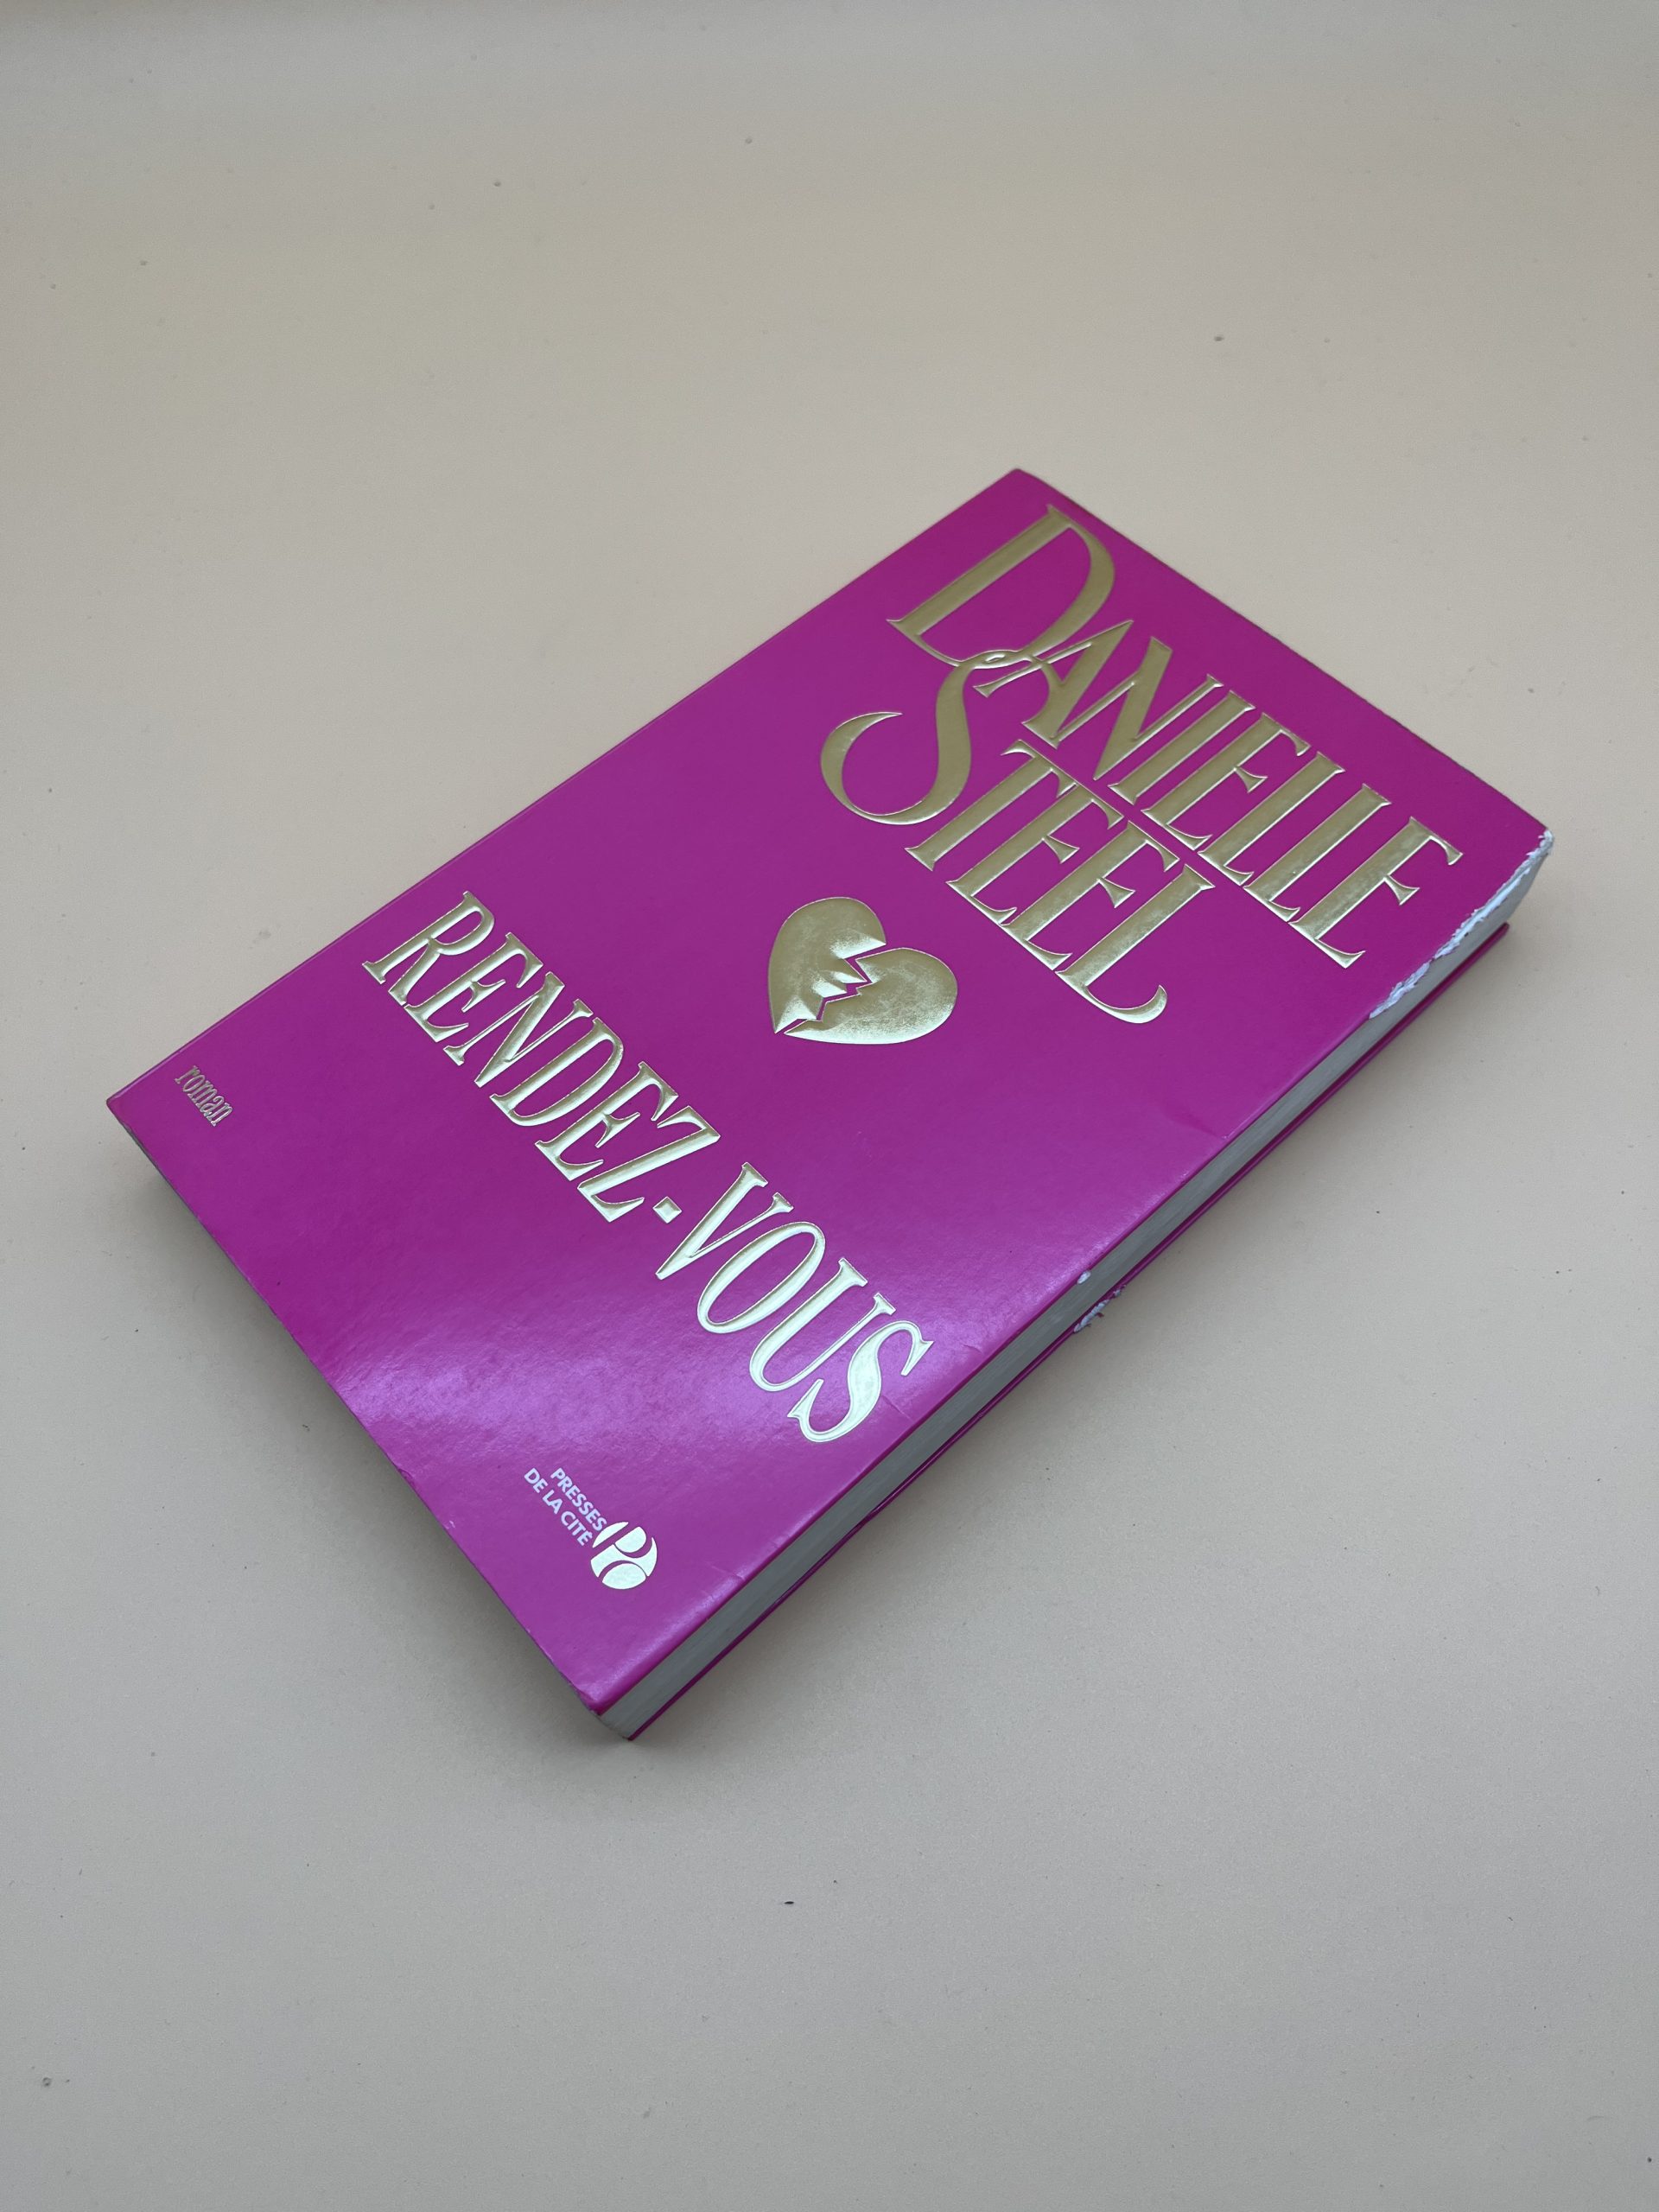 DANIELLE
STEEL
RENDEZ-VOUS
roman
PRESSES
DE LA CITÉ